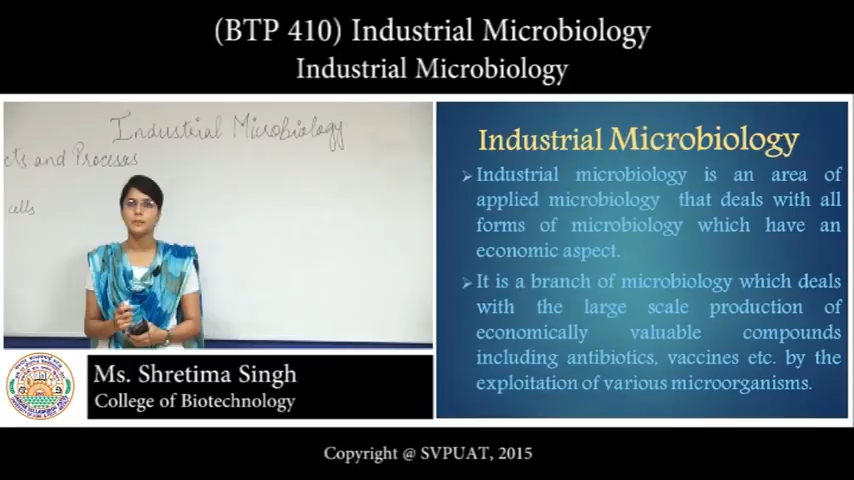 (BTP 410) Industrial Microbiology
Industrial Microbiology
Industrial Microbiology
cts and Proceses
cells
Industrial Microbiology
➢ Industrial microbiology is an area of
applied microbiology that deals with all
forms of microbiology which have an
economic aspect.
➢ It is a branch of microbiology which deals
with the large scale production of
economically valuable compounds
including antibiotics, vaccines etc. by the
exploitation of various microorganisms.
Ms. Shretima Singh
College of Biotechnology
Copyright @ SVPUAT, 2015